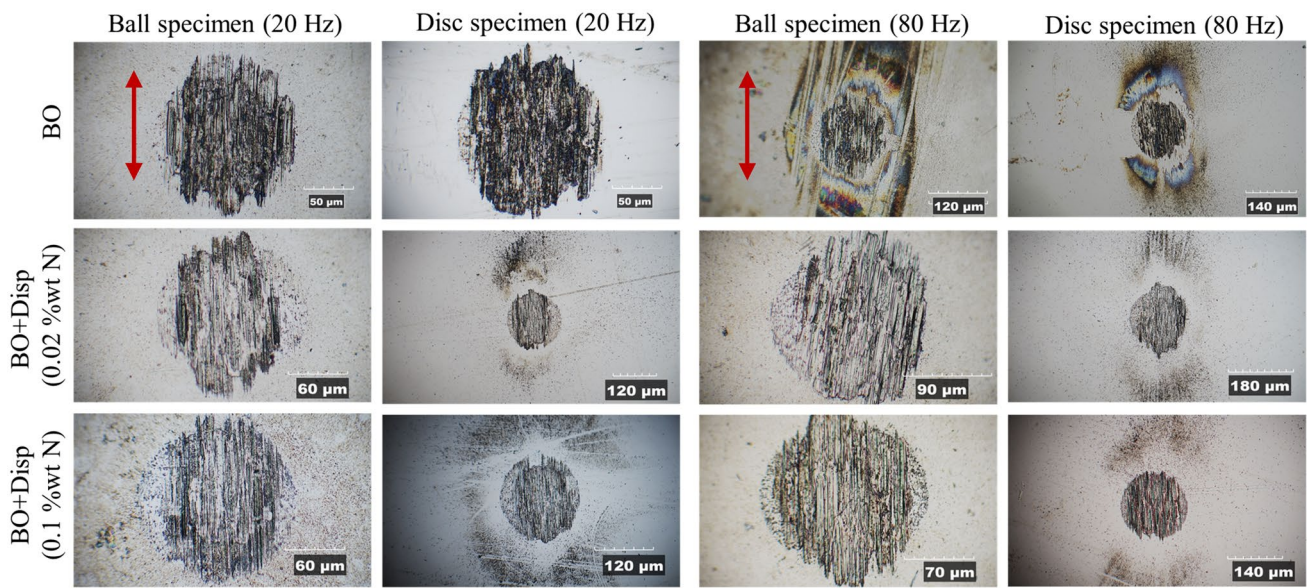 Ball specimen (20 Hz)
Disc specimen (20 Hz)
Ball specimen (80 Hz)
Disc specimen (80 Hz)
BO
50 µm
50 µm
120 µm
140 µm
BO+Disp
(0.02 %wt N)
60 µm
120 µm
90 µm
180 µm
BO+Disp
(0.1 %wt N)
60 µm
120 µm
70 µm
140 µm